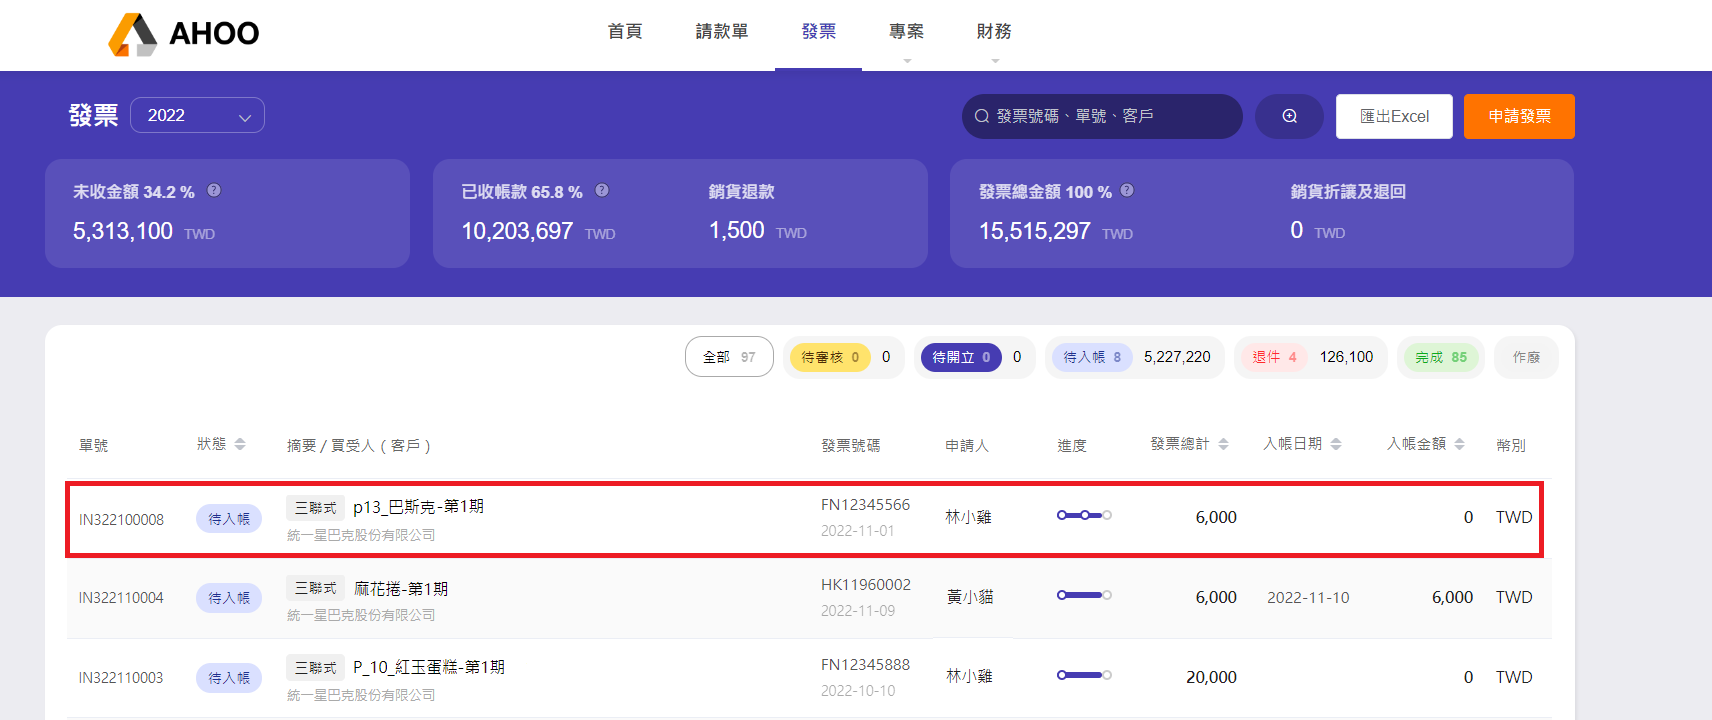 AHOO
首頁 請款單 發票 專案 財務
發票 2022 發票號碼、單號、客戶 匯出Excel 申請發票
未收金額 34.2 % 已收帳款 65.8 % 銷貨退款 發票總金額 100 % 銷貨折讓及退回
5,313,100 TWD 10,203,697 TWD 1,500 TWD 15,515,297 TWD 0 TWD
全部 97 待審核 0 0 待開立 0 0 待入帳 8 5,227,220 退件 4 126,100 完成 85 作廢
單號 狀態 摘要 / 買受人 ( 客戶 ) 發票號碼 申請人 進度 發票總計 入帳日期 入帳金額 幣別
IN322100008 待入帳 三聯式 p13_巴斯克-第1期 FN12345566 林小雞 6,000 0 TWD
統一星巴克股份有限公司 2022-11-01
IN322110004 待入帳 三聯式 麻花捲-第1期 HK11960002 黃小貓 6,000 2022-11-10 6,000 TWD
統一星巴克股份有限公司 2022-11-09
IN322110003 待入帳 三聯式 P_10_紅玉蛋糕-第1期 FN12345888 林小雞 20,000 0 TWD
統一星巴克股份有限公司 2022-10-10